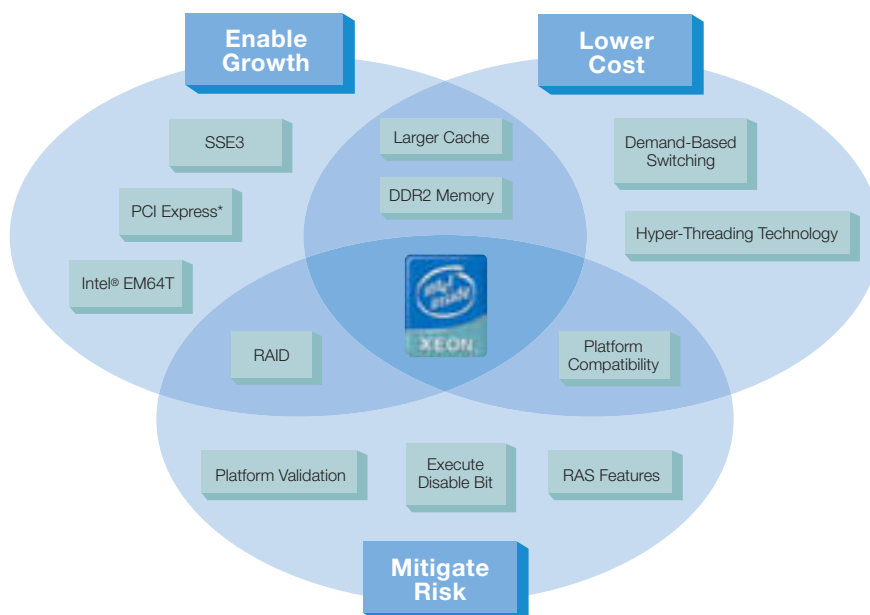 Enable
Growth
Lower
Cost
SSE3
Larger Cache
Demand-Based
Switching
PCI Express*
DDR2 Memory
Hyper-Threading Technology
Intel® EM64T
intel
inside
XEON
RAID
Platform
Compatibility
Platform Validation
Execute
Disable Bit
RAS Features
Mitigate
Risk